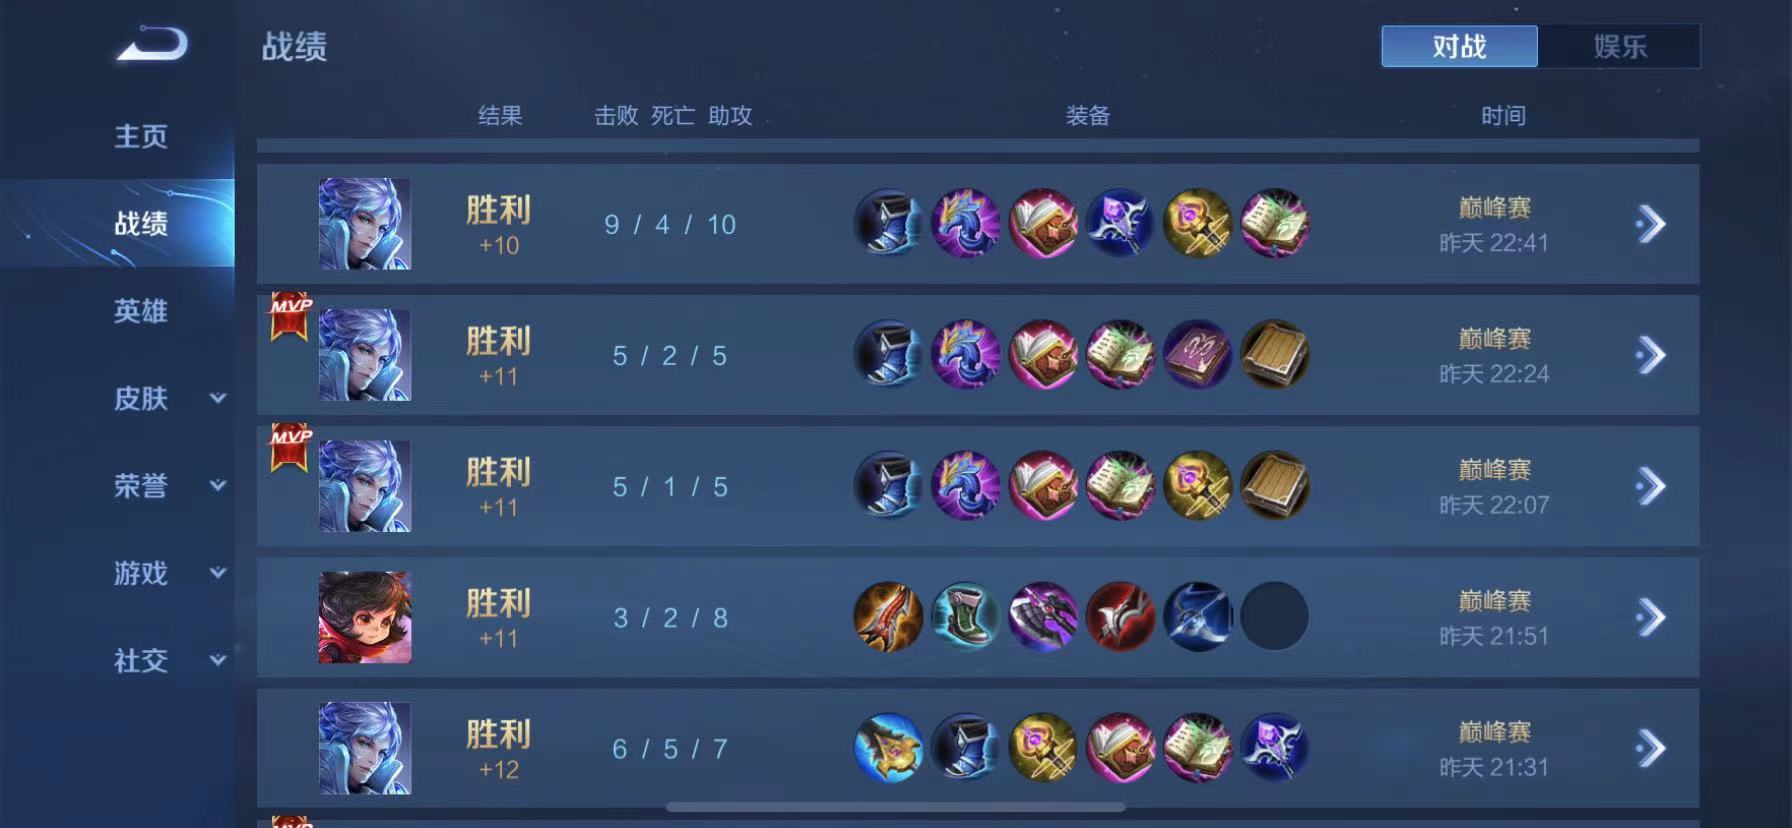 战绩
对战
娱乐
结果
击败 死亡 助攻
装备
时间
主页
战绩
英雄
皮肤
荣誉
游戏
社交
胜利
+10
9 / 4 / 10
巅峰赛
昨天 22:41
MVP
胜利
+11
5 / 2 / 5
巅峰赛
昨天 22:24
MVP
胜利
+11
5 / 1 / 5
巅峰赛
昨天 22:07
胜利
+11
3 / 2 / 8
巅峰赛
昨天 21:51
胜利
+12
6 / 5 / 7
巅峰赛
昨天 21:31
MVP